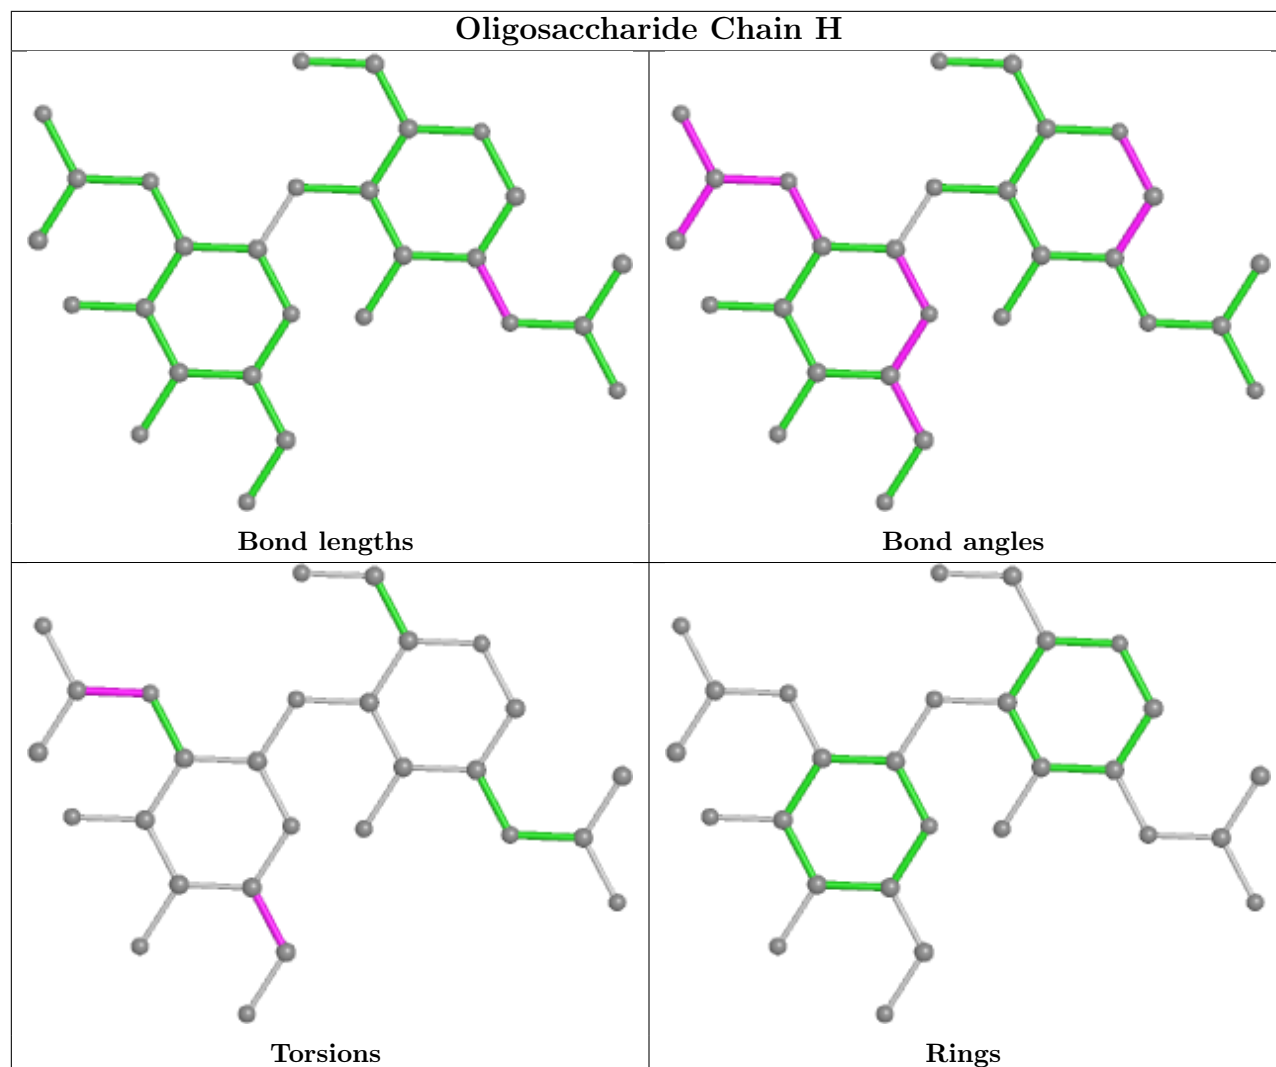 Oligosaccharide Chain H
Bond lengths
Bond angles
Torsions
Rings